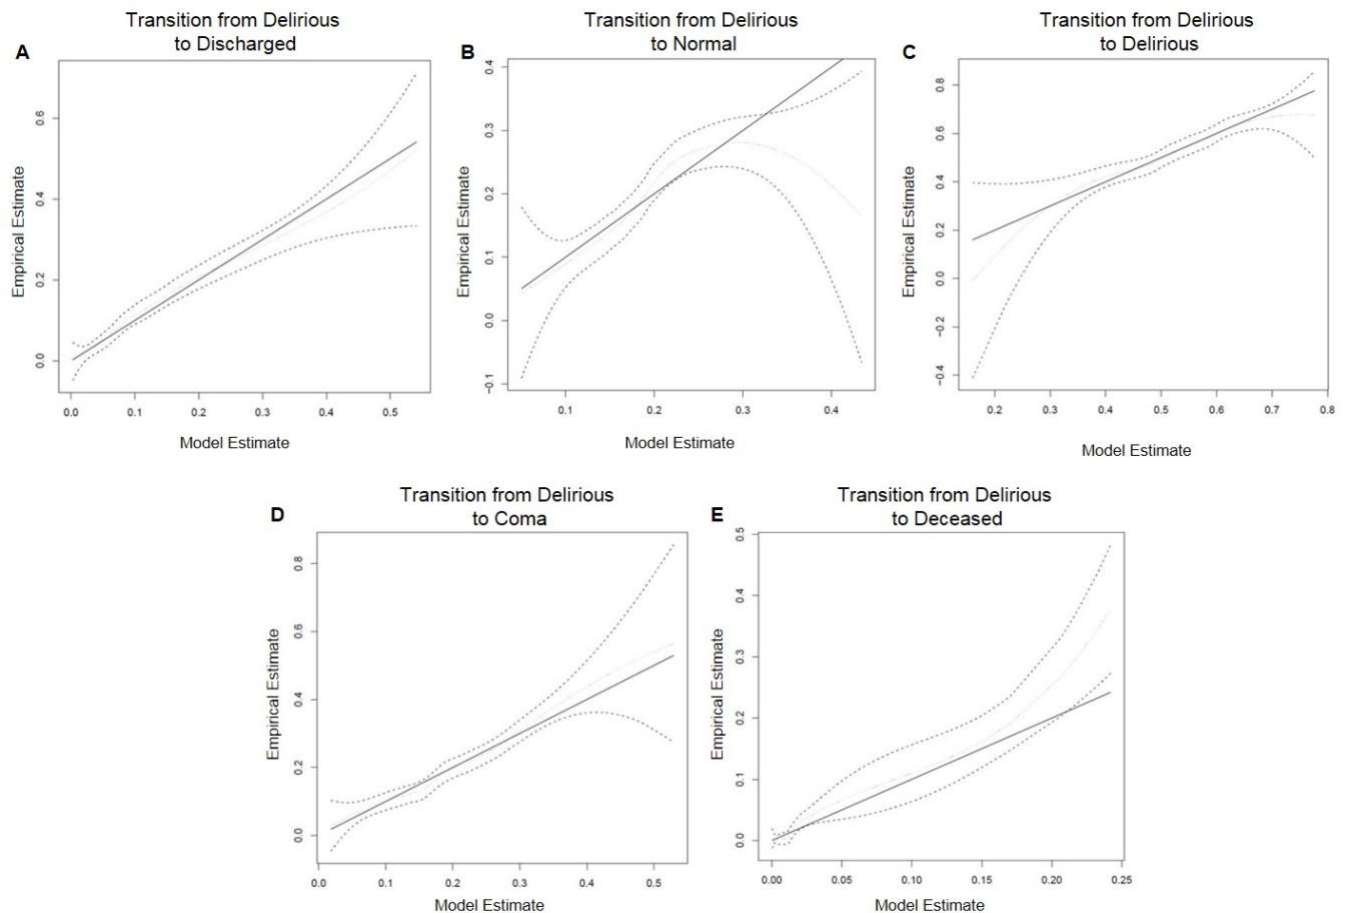 Transition from Delirious
to Discharged
A
0.6
0.4
0.2
0.0
Empirical Estimate
0.0 0.1 0.2 0.3 0.4 0.5
Model Estimate
Transition from Delirious
to Normal
B
0.4
0.3
0.2
0.1
0.0
−0.1
Empirical Estimate
0.1 0.2 0.3 0.4
Model Estimate
Transition from Delirious
to Delirious
C
0.8
0.6
0.4
0.2
0.0
−0.2
−0.4
Empirical Estimate
0.2 0.3 0.4 0.5 0.6 0.7 0.8
Model Estimate
Transition from Delirious
to Coma
D
0.8
0.6
0.4
0.2
0.0
Empirical Estimate
0.0 0.1 0.2 0.3 0.4 0.5
Model Estimate
Transition from Delirious
to Deceased
E
0.5
0.4
0.3
0.2
0.1
0.0
Empirical Estimate
0.00 0.05 0.10 0.15 0.20 0.25
Model Estimate